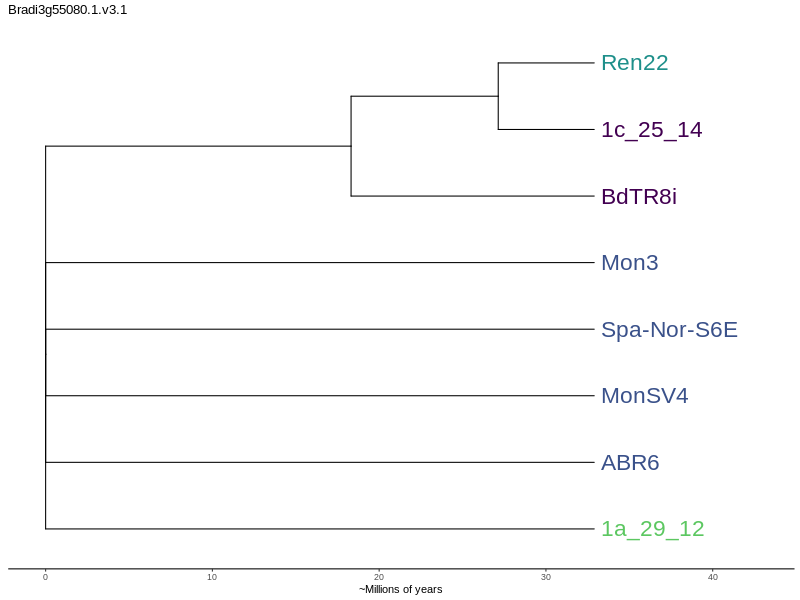 Bradi3g55080.1.v3.1
Ren22
1c_25_14
BdTR8i
Mon3
Spa-Nor-S6E
MonSV4
ABR6
1a_29_12
0 10 20 30 40
~Millions of years